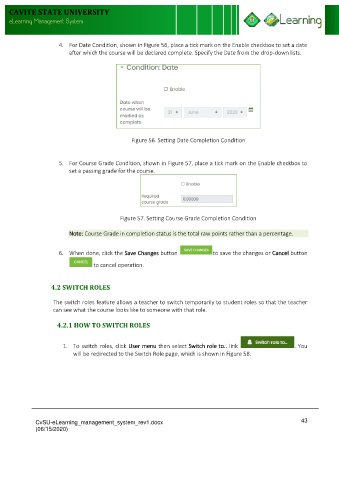 CAVITE STATE UNIVERSITY
eLearning Management System
eLearning
4. For Date Condition, shown in Figure 56, place a tick mark on the Enable checkbox to set a date
after which the course will be declared complete. Specify the Date from the drop-down lists.
Condition: Date
Enable
Date when
course will be
marked as
complete
June 2020
Figure 56. Setting Date Completion Condition
5. For Course Grade Condition, shown in Figure 57, place a tick mark on the Enable checkbox to
set a passing grade for the course.
Enable
Required
course grade
0.00000
Figure 57. Setting Course Grade Completion Condition
Note: Course Grade in completion status is the total raw points rather than a percentage.
6. When done, click the Save Changes button SAVE CHANGES to save the changes or Cancel button
CANCEL to cancel operation.
4.2 SWITCH ROLES
The switch roles feature allows a teacher to switch temporarily to student roles so that the teacher
can see what the course looks like to someone with that role.
4.2.1 HOW TO SWITCH ROLES
1. To switch roles, click User menu then select Switch role to.. link Switch role to... . You
will be redirected to the Switch Role page, which is shown in Figure 58.
CvSU-eLearning_management_system_rev1.docx 43
(06/15/2020)